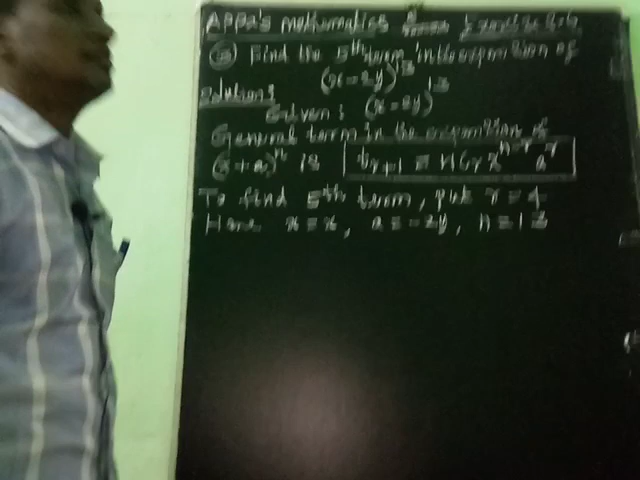 APPA's mathematics
Find the 5th term in the expansion of
(x - 2y)^13
Solution:
Given: (x - 2y)^13
General term in the expansion of
(x + a)^n is t_{r+1} = nCr x^{n-r} a^r
To find 5th term, put r = 4
Here x = x, a = -2y, n = 13